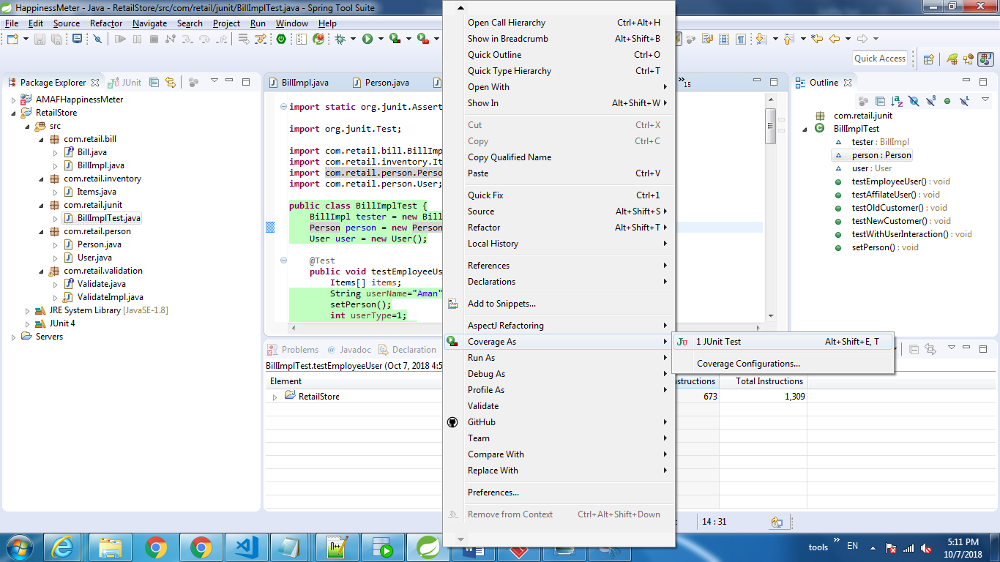 HappinessMeter - Java - RetailStore/src/com/retail/junit/BillImplTest.java - Spring Tool Suite
File Edit Source Refactor Navigate Search Project Run Window Help
Quick Access
Package Explorer JUnit
AMAFHappinessMeter
RetailStore
src
com.retail.bill
Bill.java
BillImpl.java
com.retail.inventory
Items.java
com.retail.junit
BillImplTest.java
com.retail.person
Person.java
User.java
com.retail.validation
Validate.java
ValidateImpl.java
JRE System Library [JavaSE-1.8]
JUnit 4
Servers
BillImpl.java Person.java
»15
import static org.junit.Assert
import org.junit.Test;
import com.retail.bill.BillImp
import com.retail.inventory.It
import com.retail.person.Perso
import com.retail.person.User;
public class BillImplTest {
BillImpl tester = new Bill
Person person = new Person
User user = new User();
@Test
public void testEmployeeUs
Items[] items;
String userName="Aman"
setPerson();
int userType=1;
Open Call Hierarchy Ctrl+Alt+H
Show in Breadcrumb Alt+Shift+B
Quick Outline Ctrl+O
Quick Type Hierarchy Ctrl+T
Open With
Show In Alt+Shift+W
Cut Ctrl+X
Copy Ctrl+C
Copy Qualified Name
Paste Ctrl+V
Quick Fix Ctrl+1
Source Alt+Shift+S
Refactor Alt+Shift+T
Local History
References
Declarations
Add to Snippets...
AspectJ Refactoring
Coverage As
Run As
Debug As
Profile As
Validate
GitHub
Team
Compare With
Replace With
Preferences...
Remove from Context Ctrl+Alt+Shift+Down
1 JUnit Test Alt+Shift+E, T
Coverage Configurations...
Outline
com.retail.junit
BillImplTest
tester : BillImpl
person : Person
user : User
testEmployeeUser() : void
testAffilateUser() : void
testOldCustomer() : void
testNewCustomer() : void
testWithUserInteraction() : void
setPerson() : void
Problems @ Javadoc Declaration
BillImplTest.testEmployeeUser (Oct 7, 2018 4:5
Element structions Total Instructions
RetailStore 673 1,309
t 14 : 31
tools » EN
5:11 PM
10/7/2018